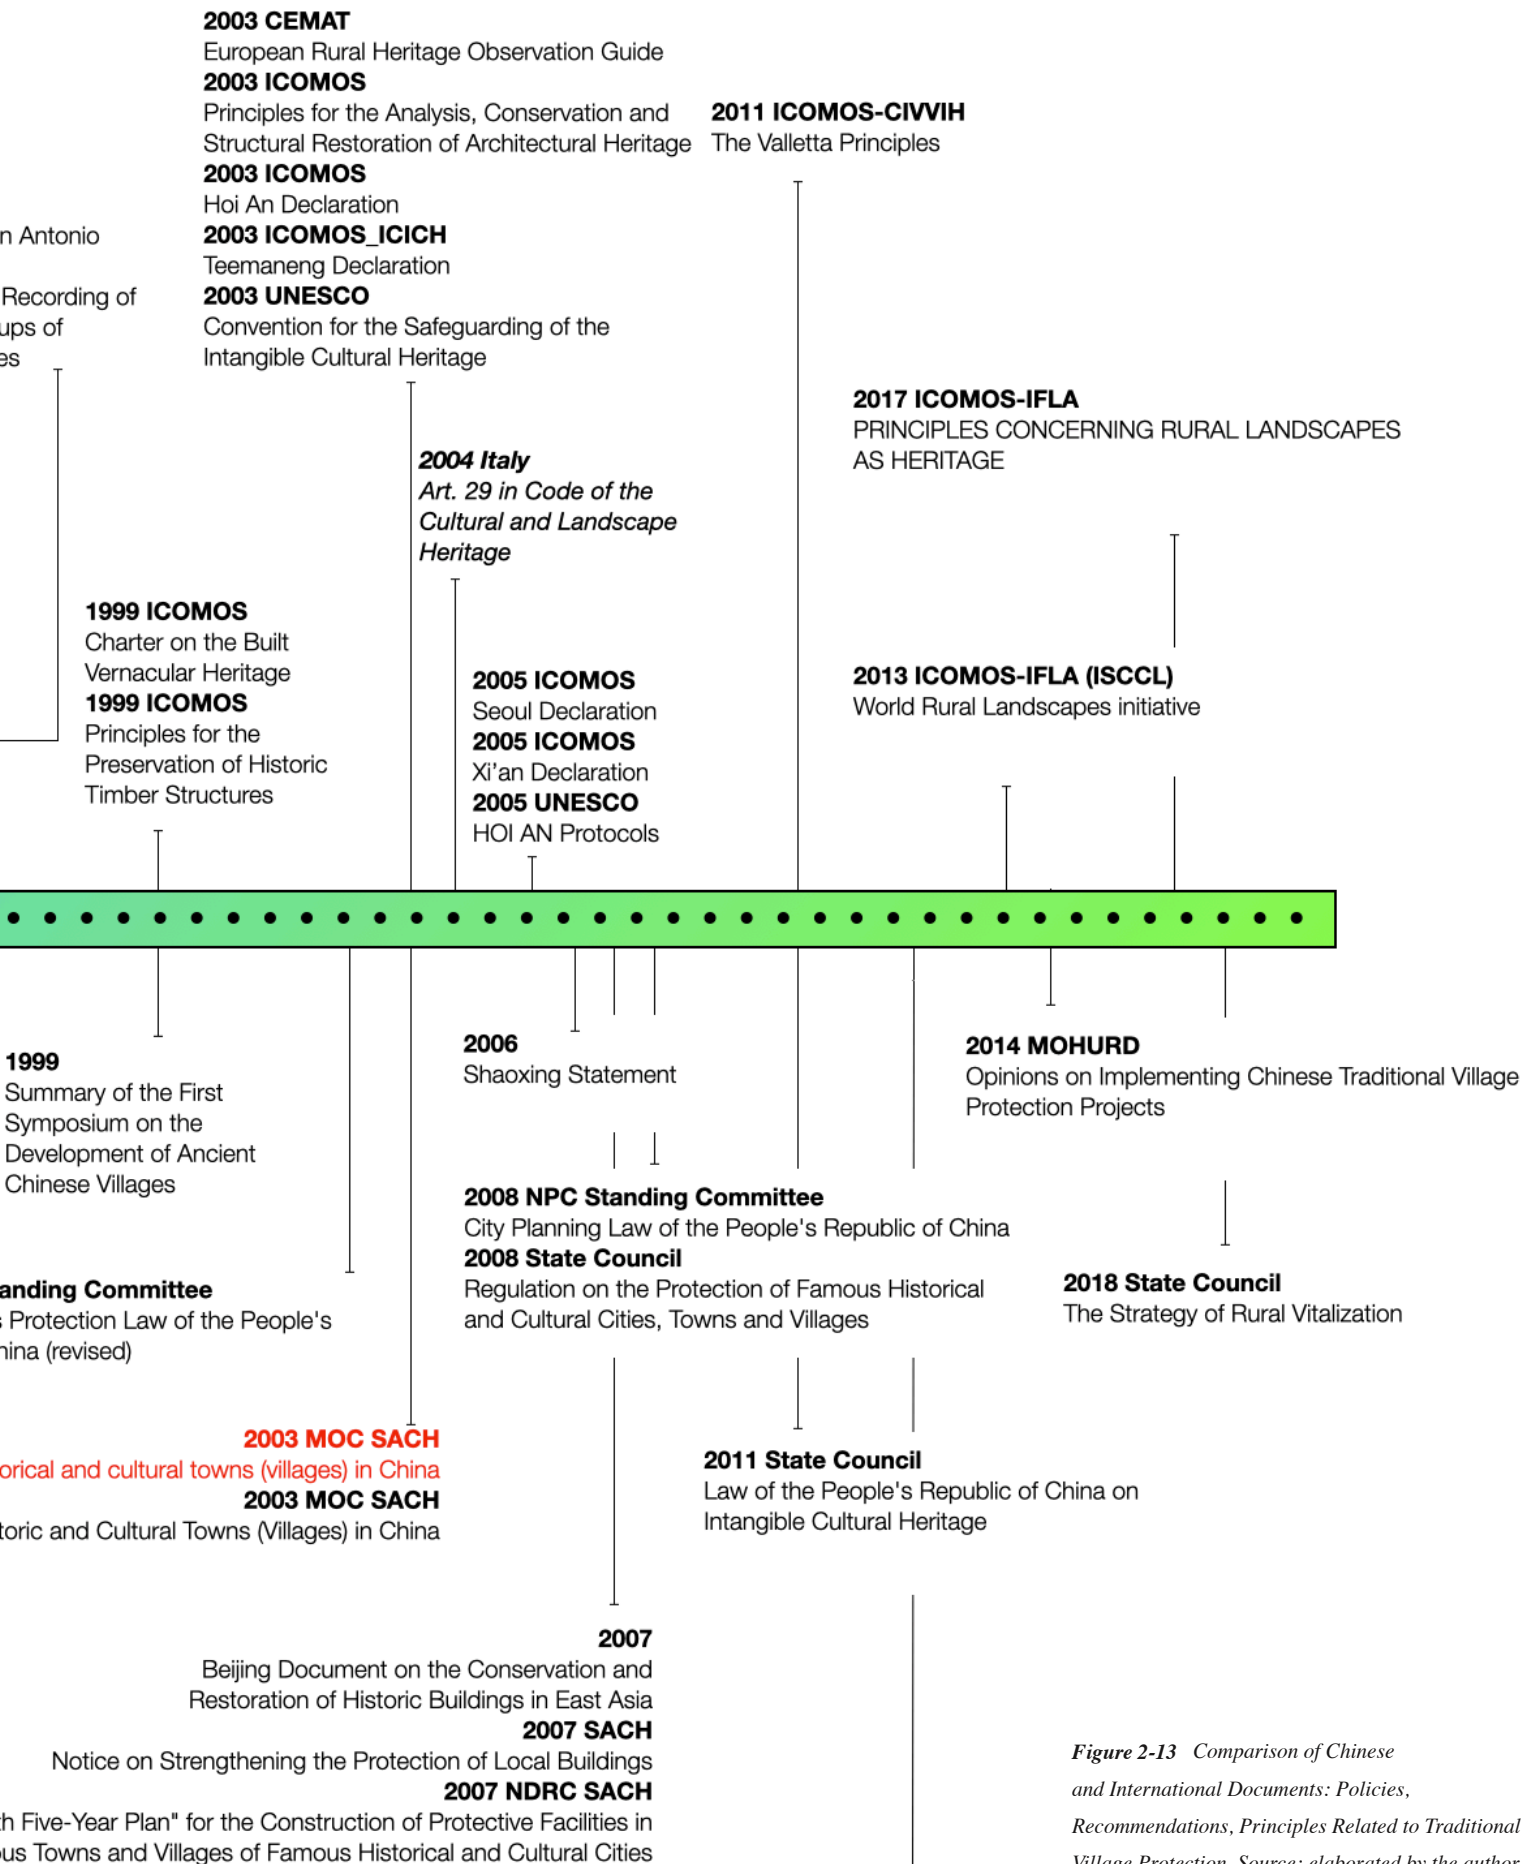 2003 CEMAT
European Rural Heritage Observation Guide
2003 ICOMOS
Principles for the Analysis, Conservation and
Structural Restoration of Architectural Heritage
2003 ICOMOS
Hoi An Declaration
2003 ICOMOS_ICICH
Teemaneng Declaration
2003 UNESCO
Convention for the Safeguarding of the
Intangible Cultural Heritage
2011 ICOMOS-CIVVIH
The Valletta Principles
n Antonio
Recording of
ups of
es
2017 ICOMOS-IFLA
PRINCIPLES CONCERNING RURAL LANDSCAPES
AS HERITAGE
2004 Italy
Art. 29 in Code of the
Cultural and Landscape
Heritage
1999 ICOMOS
Charter on the Built
Vernacular Heritage
1999 ICOMOS
Principles for the
Preservation of Historic
Timber Structures
2005 ICOMOS
Seoul Declaration
2005 ICOMOS
Xi'an Declaration
2005 UNESCO
HOI AN Protocols
2013 ICOMOS-IFLA (ISCCL)
World Rural Landscapes initiative
1999
Summary of the First
Symposium on the
Development of Ancient
Chinese Villages
2006
Shaoxing Statement
2014 MOHURD
Opinions on Implementing Chinese Traditional Village
Protection Projects
2008 NPC Standing Committee
City Planning Law of the People's Republic of China
2008 State Council
Regulation on the Protection of Famous Historical
and Cultural Cities, Towns and Villages
anding Committee
s Protection Law of the People's
hina (revised)
2018 State Council
The Strategy of Rural Vitalization
2003 MOC SACH
orical and cultural towns (villages) in China
2003 MOC SACH
toric and Cultural Towns (Villages) in China
2011 State Council
Law of the People's Republic of China on
Intangible Cultural Heritage
2007
Beijing Document on the Conservation and
Restoration of Historic Buildings in East Asia
2007 SACH
Notice on Strengthening the Protection of Local Buildings
2007 NDRC SACH
th Five-Year Plan" for the Construction of Protective Facilities in
ous Towns and Villages of Famous Historical and Cultural Cities
Figure 2-13 Comparison of Chinese
and International Documents: Policies,
Recommendations, Principles Related to Traditional
Village Protection. Source: elaborated by the author